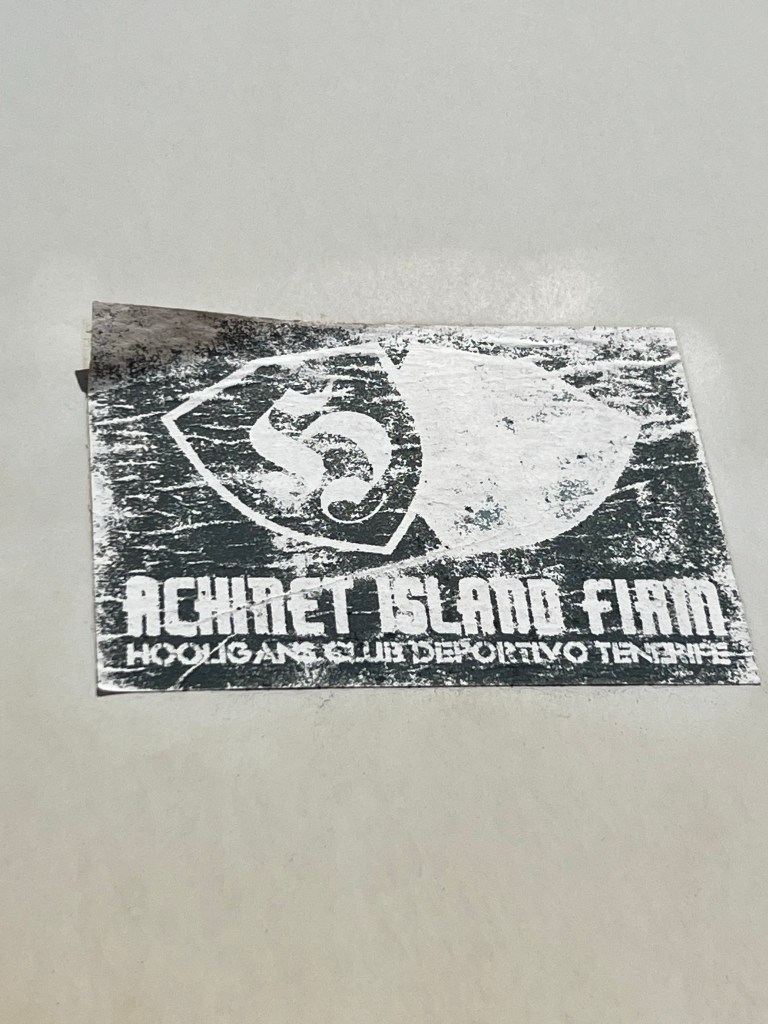 ACHINET ISLAND FIRM
HOOLIGANS CLUB DEPORTIVO TENERIFE